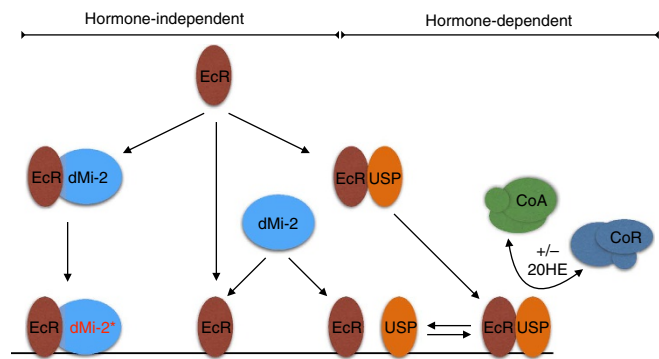 Hormone-independent
Hormone-dependent
EcR
EcR dMi-2
EcR USP
dMi-2
CoA
CoR
+/–
20HE
EcR dMi-2*
EcR
EcR
USP
EcR USP